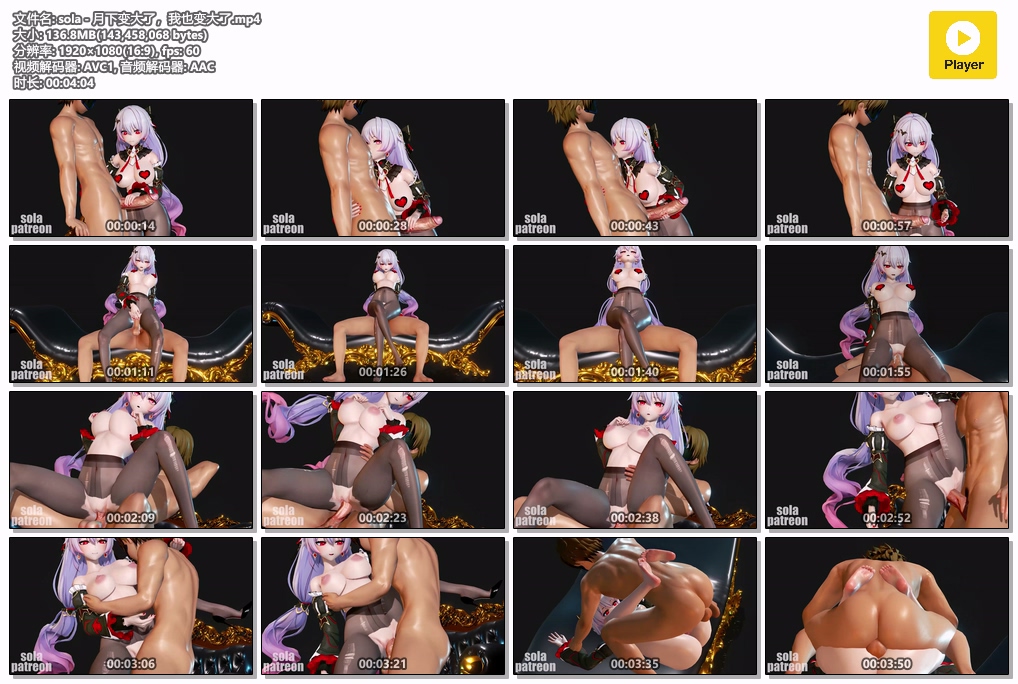 文件名: sola - 月下变大了，我也变大了.mp4
大小: 136.8MB(143,458,068 bytes)
分辨率: 1920×1080(16:9), fps: 60
视频解码器: AVC1, 音频解码器: AAC
时长: 00:04:04
Player
sola
patreon
00:00:14
sola
patreon
00:00:28
sola
patreon
00:00:43
sola
patreon
00:00:57
sola
patreon
00:01:11
sola
patreon
00:01:26
sola
patreon
00:01:40
sola
patreon
00:01:55
sola
patreon
00:02:09
sola
patreon
00:02:23
sola
patreon
00:02:38
sola
patreon
00:02:52
sola
patreon
00:03:06
sola
patreon
00:03:21
sola
patreon
00:03:35
sola
patreon
00:03:50